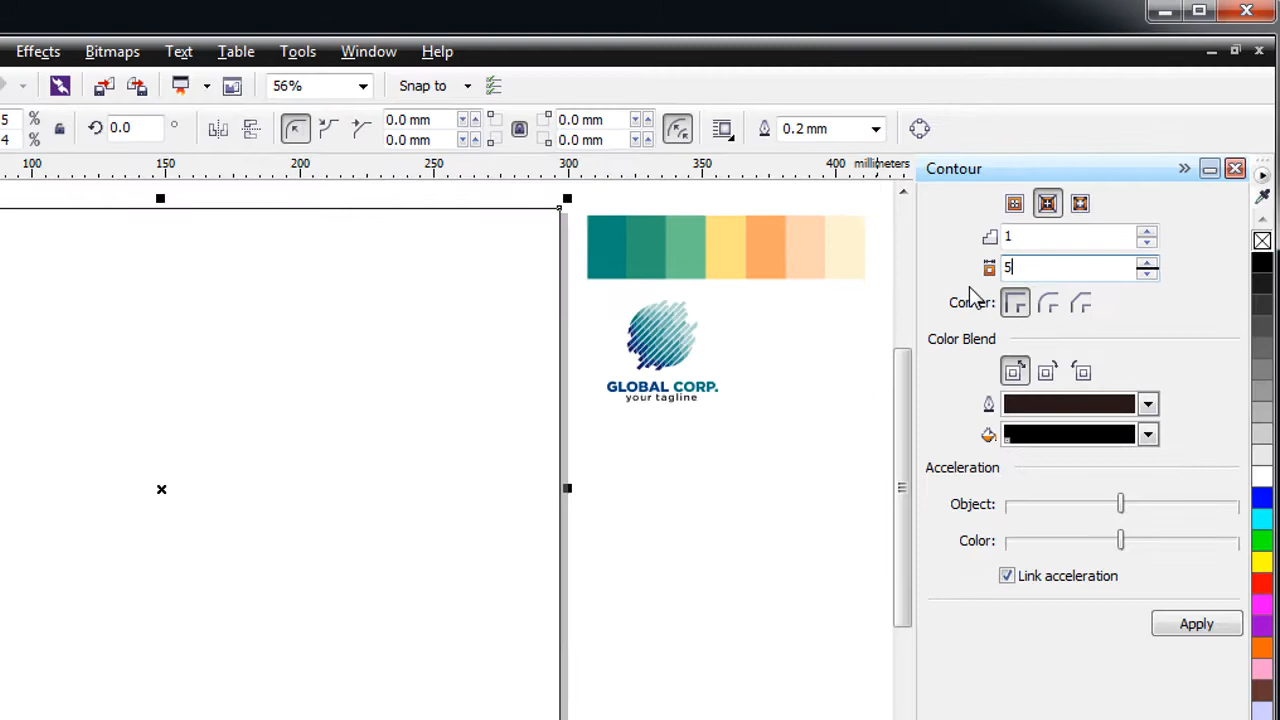 Effects Bitmaps Text Table Tools Window Help
56% Snap to
5 % 0.0 ° 0.0 mm 0.0 mm 0.2 mm
4 % 0.0 mm 0.0 mm
100 150 200 250 300 350 400 millimeters
Contour
1
5
GLOBAL CORP.
your tagline
Color Blend
Acceleration
Object:
Color:
Link acceleration
Apply